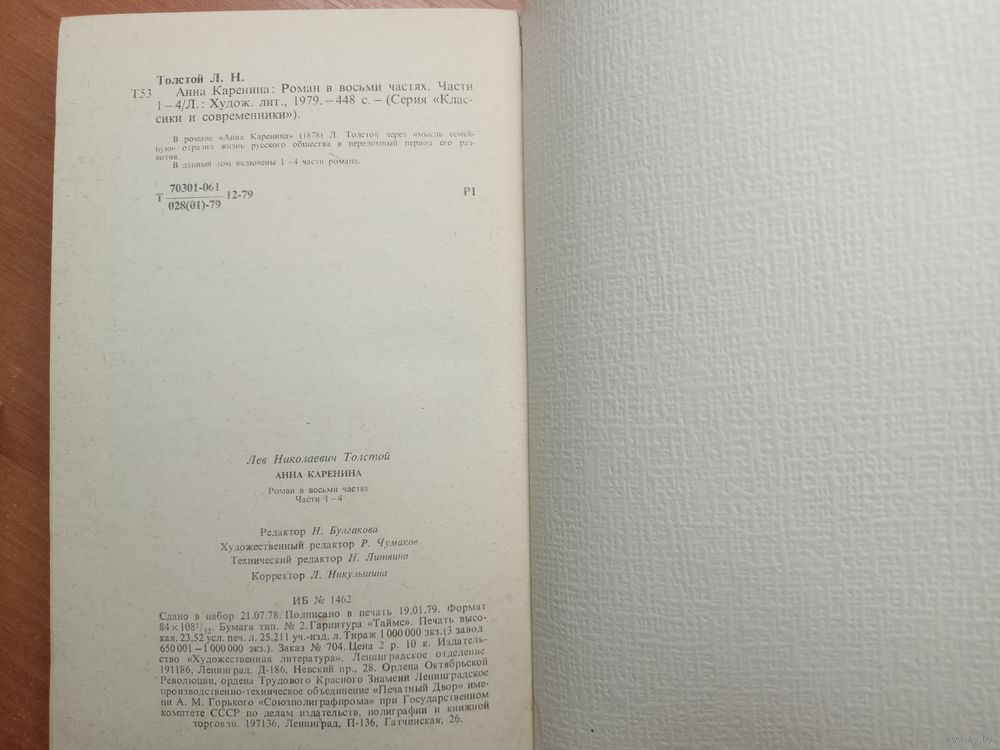 Толстой Л. Н.
Т53 Анна Каренина: Роман в восьми частях. Части
1—4/Л.: Худож. лит., 1979.—448 с.— (Серия «Клас-
сики и современники»).
В романе «Анна Каренина» (1878) Л. Толстой через «мысль семей-
ную» отразил жизнь русского общества в переломный период его раз-
вития.
В данный том включены 1—4 части романа.
Т 70301-061 12-79 Р1
028(01)-79
Лев Николаевич Толстой
АННА КАРЕНИНА
Роман в восьми частях
Части 1—4
Редактор Н. Булгакова
Художественный редактор Р. Чумаков
Технический редактор Н. Литвина
Корректор Л. Никульшина
ИБ № 1462
Сдано в набор 21.07.78. Подписано в печать 19.01.79. Формат
84×108 1/32. Бумага тип. № 2. Гарнитура «Таймс». Печать высо-
кая. 23,52 усл. печ. л. 25,211 уч.-изд. л. Тираж 1 000 000 экз.(3 завод
650 001—1 000 000 экз.). Заказ № 704. Цена 2 р. 10 к. Издатель-
ство «Художественная литература». Ленинградское отделение
191186, Ленинград, Д-186, Невский пр., 28. Ордена Октябрьской
Революции, ордена Трудового Красного Знамени Ленинградское
производственно-техническое объединение «Печатный Двор» име-
ни А. М. Горького «Союзполиграфпрома» при Государственном
комитете СССР по делам издательств, полиграфии и книжной
торговли. 197136, Ленинград, П-136, Гатчинская, 26.
www.ay.by